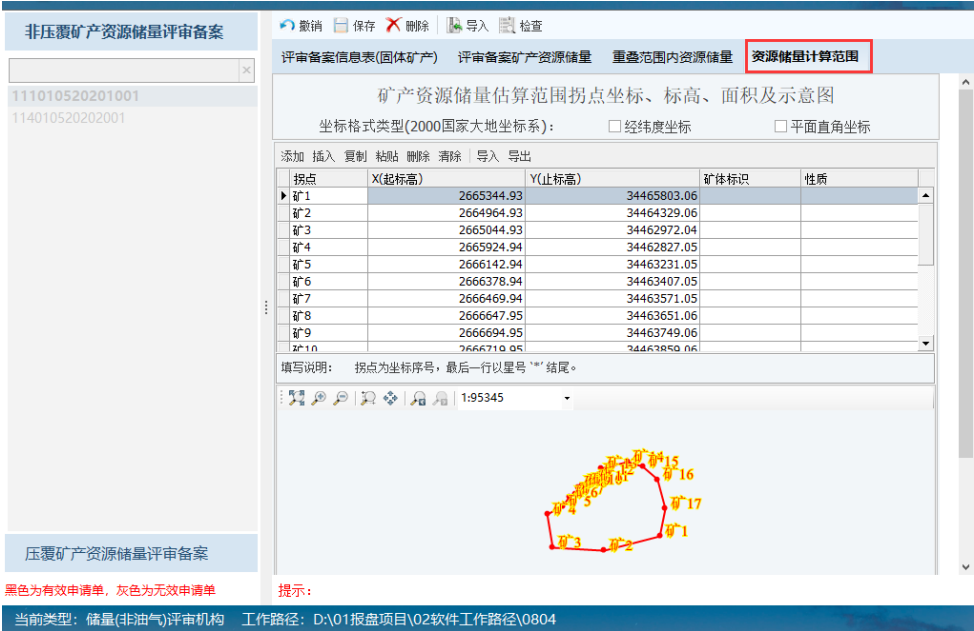 非压覆矿产资源储量评审备案
111010520201001
114010520202001
压覆矿产资源储量评审备案
黑色为有效申请单，灰色为无效申请单
撤销 保存 删除 导入 检查
评审备案信息表(固体矿产) 评审备案矿产资源储量 重叠范围内资源储量 资源储量计算范围
矿产资源储量估算范围拐点坐标、标高、面积及示意图
坐标格式类型(2000国家大地坐标系)： 经纬度坐标 平面直角坐标
添加 插入 复制 粘贴 删除 清除 导入 导出
拐点 X(起标高) Y(止标高) 矿体标识 性质
矿1 2665344.93 34465803.06
矿2 2664964.93 34464329.06
矿3 2665044.93 34462972.04
矿4 2665924.94 34462827.05
矿5 2666142.94 34463231.05
矿6 2666378.94 34463407.05
矿7 2666469.94 34463571.05
矿8 2666647.95 34463651.06
矿9 2666694.95 34463749.06
矿10 2666719.95 34463859.06
填写说明： 拐点为坐标序号，最后一行以星号 '*' 结尾。
1:95345
矿15
矿16
矿17
矿4
矿1
矿3
矿2
提示：
当前类型：储量(非油气)评审机构 工作路径：D:\01报盘项目\02软件工作路径\0804